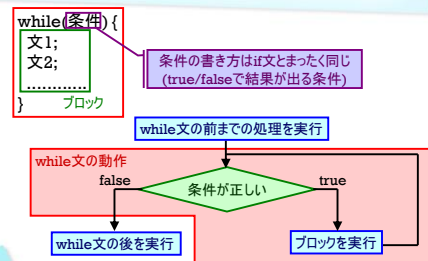 while(条件) {
文1;
文2;
…………
} ブロック
条件の書き方はif文とまったく同じ
(true/falseで結果が出る条件)
while文の前までの処理を実行
while文の動作
false
条件が正しい
true
while文の後を実行
ブロックを実行